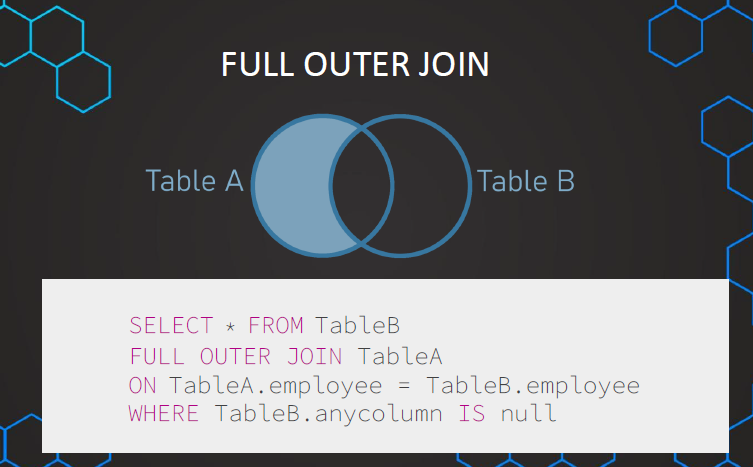 FULL OUTER JOIN
Table A
Table B
SELECT * FROM TableB
FULL OUTER JOIN TableA
ON TableA.employee = TableB.employee
WHERE TableB.anycolumn IS null